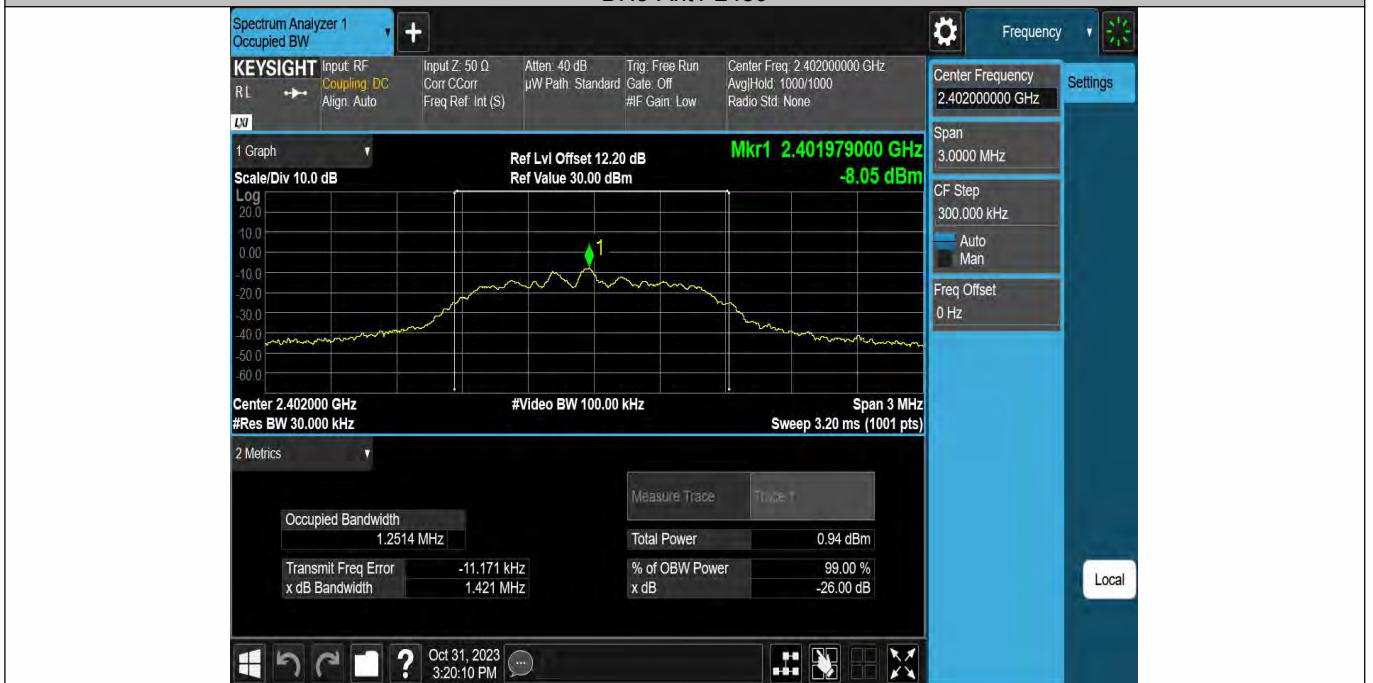 Spectrum Analyzer 1
Occupied BW
+
Frequency
KEYSIGHT
RL
LXI
Input: RF
Coupling: DC
Align: Auto
Input Z: 50 Ω
Corr CCorr
Freq Ref: Int (S)
Atten: 40 dB
µW Path: Standard
Trig: Free Run
Gate: Off
#IF Gain: Low
Center Freq: 2.402000000 GHz
Avg|Hold: 1000/1000
Radio Std: None
Center Frequency
2.402000000 GHz
Settings
Span
3.0000 MHz
CF Step
300.000 kHz
Auto
Man
Freq Offset
0 Hz
1 Graph
Scale/Div 10.0 dB
Ref Lvl Offset 12.20 dB
Ref Value 30.00 dBm
Mkr1 2.401979000 GHz
-8.05 dBm
Log
20.0
10.0
0.00
-10.0
-20.0
-30.0
-40.0
-50.0
-60.0
1
Center 2.402000 GHz
#Res BW 30.000 kHz
#Video BW 100.00 kHz
Span 3 MHz
Sweep 3.20 ms (1001 pts)
2 Metrics
Measure Trace
Trace 1
Occupied Bandwidth
1.2514 MHz
Total Power
0.94 dBm
Transmit Freq Error
-11.171 kHz
% of OBW Power
99.00 %
x dB Bandwidth
1.421 MHz
x dB
-26.00 dB
Local
?
Oct 31, 2023
3:20:10 PM